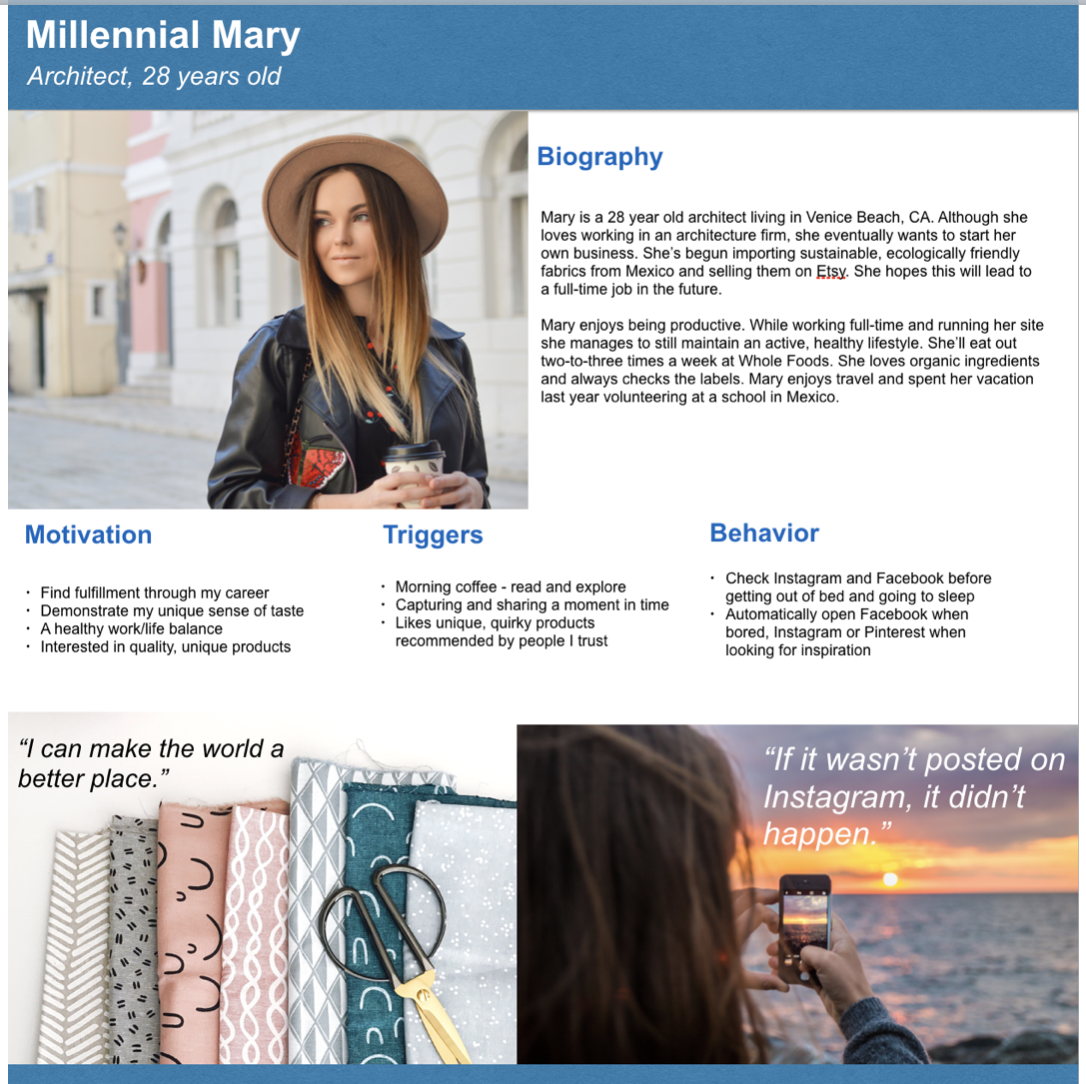 Millennial Mary
Architect, 28 years old
Biography
Mary is a 28 year old architect living in Venice Beach, CA. Although she
loves working in an architecture firm, she eventually wants to start her
own business. She’s begun importing sustainable, ecologically friendly
fabrics from Mexico and selling them on Etsy. She hopes this will lead to
a full-time job in the future.
Mary enjoys being productive. While working full-time and running her site
she manages to still maintain an active, healthy lifestyle. She’ll eat out
two-to-three times a week at Whole Foods. She loves organic ingredients
and always checks the labels. Mary enjoys travel and spent her vacation
last year volunteering at a school in Mexico.
Motivation
· Find fulfillment through my career
· Demonstrate my unique sense of taste
· A healthy work/life balance
· Interested in quality, unique products
Triggers
· Morning coffee - read and explore
· Capturing and sharing a moment in time
· Likes unique, quirky products
recommended by people I trust
Behavior
· Check Instagram and Facebook before
getting out of bed and going to sleep
· Automatically open Facebook when
bored, Instagram or Pinterest when
looking for inspiration
“I can make the world a
better place.”
“If it wasn’t posted on
Instagram, it didn’t
happen.”